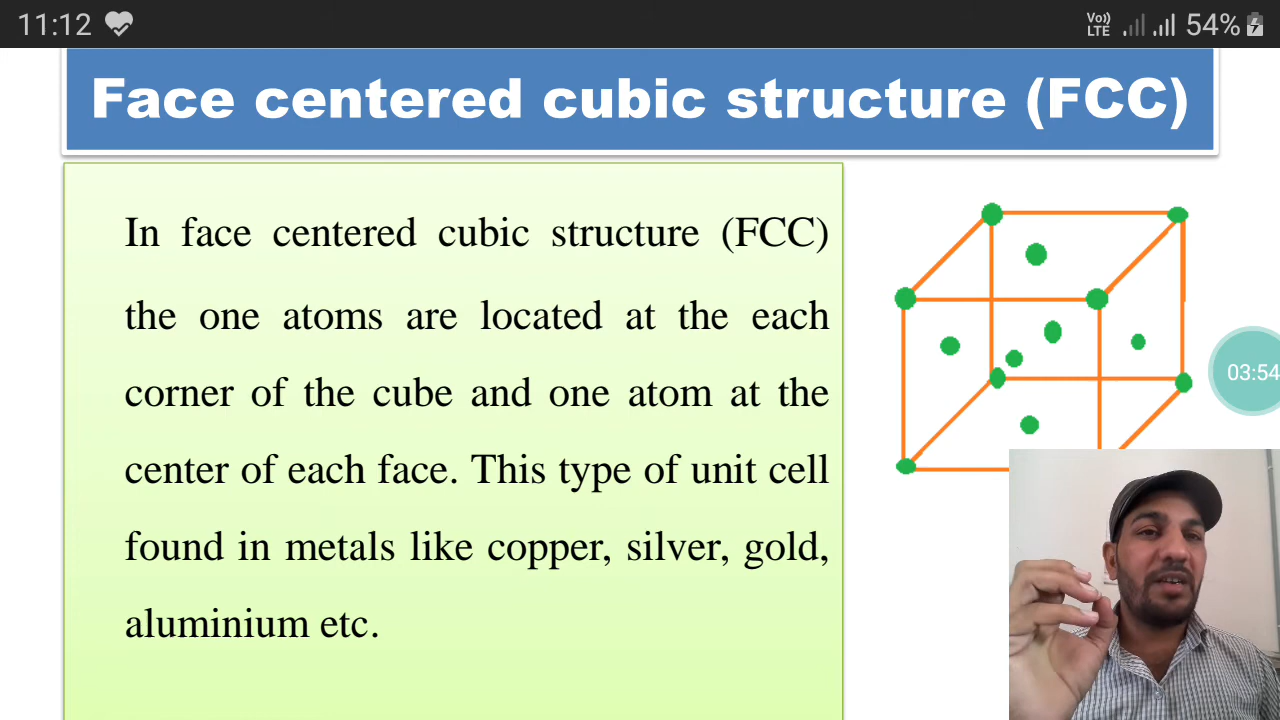 11:12
Vo)) LTE 54%
Face centered cubic structure (FCC)
In face centered cubic structure (FCC)
the one atoms are located at the each
corner of the cube and one atom at the
center of each face. This type of unit cell
found in metals like copper, silver, gold,
aluminium etc.
03:54